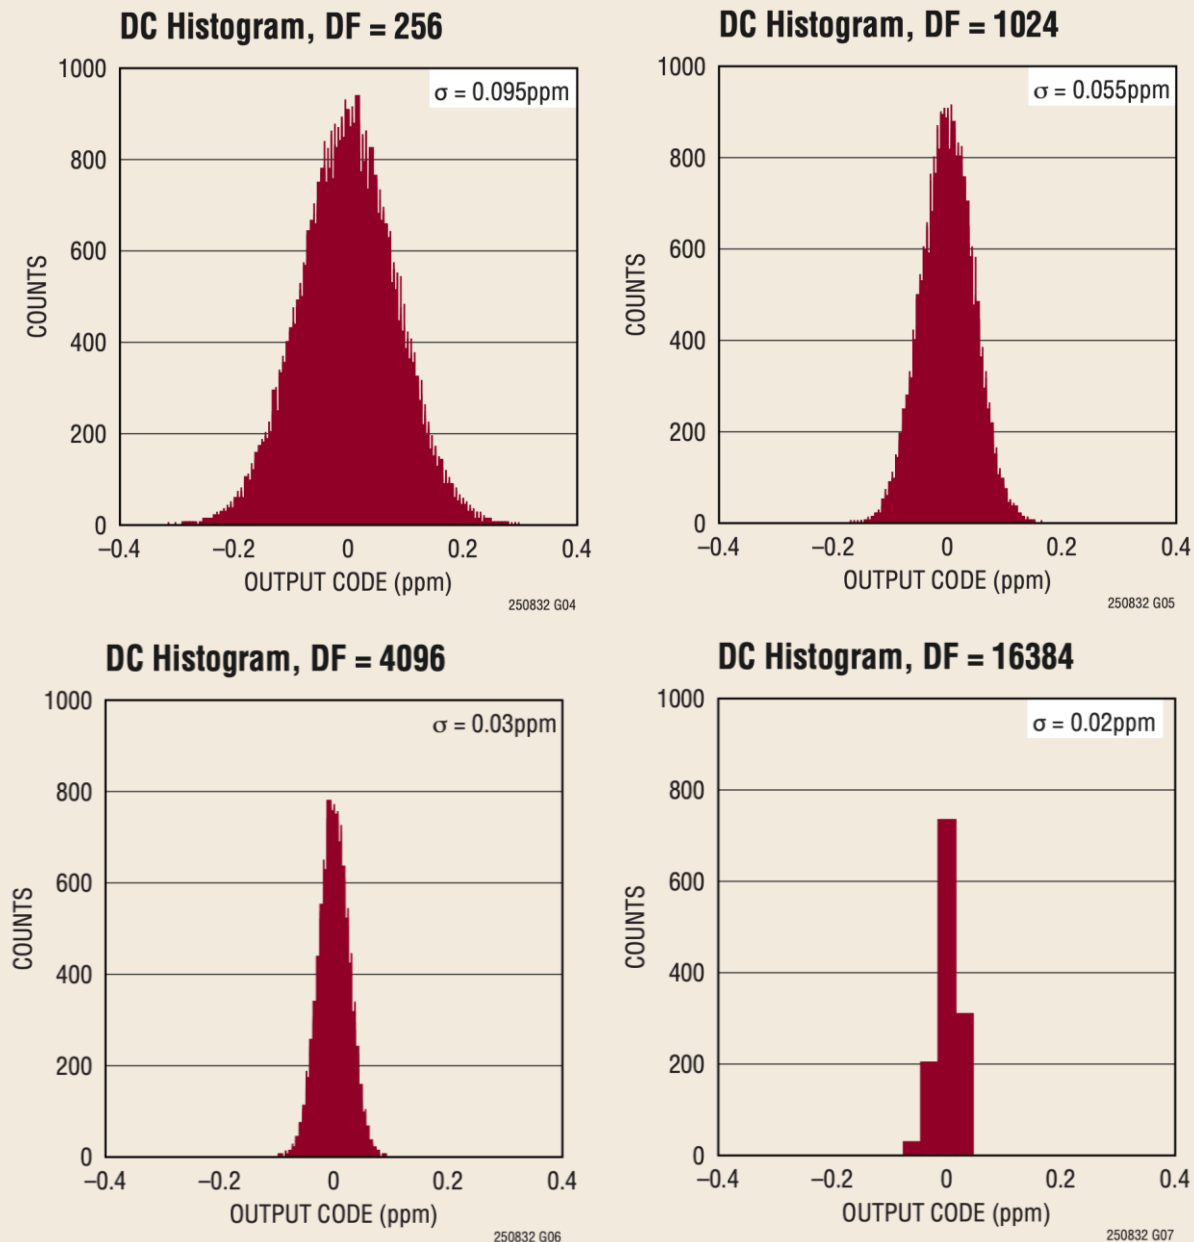 DC Histogram, DF = 256
1000
σ = 0.095ppm
800
600
COUNTS
400
200
0
–0.4
–0.2
0
0.2
0.4
OUTPUT CODE (ppm)
250832 G04
DC Histogram, DF = 1024
1000
σ = 0.055ppm
800
600
COUNTS
400
200
0
–0.4
–0.2
0
0.2
0.4
OUTPUT CODE (ppm)
250832 G05
DC Histogram, DF = 4096
1000
σ = 0.03ppm
800
600
COUNTS
400
200
0
–0.4
–0.2
0
0.2
0.4
OUTPUT CODE (ppm)
250832 G06
DC Histogram, DF = 16384
1000
σ = 0.02ppm
800
600
COUNTS
400
200
0
–0.4
–0.2
0
0.2
0.4
OUTPUT CODE (ppm)
250832 G07